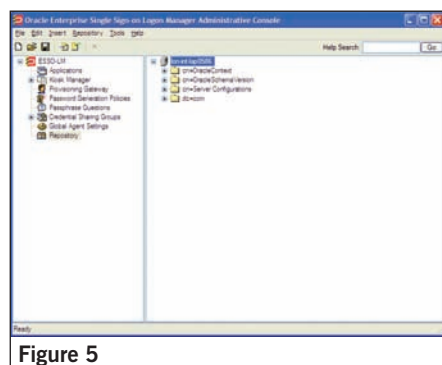 Oracle Enterprise Single Sign-on Logon Manager Administrative Console
File Edit Insert Repository Tools Help
Help Search: Go
ESSO-LM
Applications
Kiosk Manager
Provisioning Gateway
Password Generation Policies
Passphrase Questions
Credential Sharing Groups
Global Agent Settings
Repository
cn=OracleContext
cn=OracleSchemaVersion
cn=Server Configurations
dc=com
Ready
Figure 5